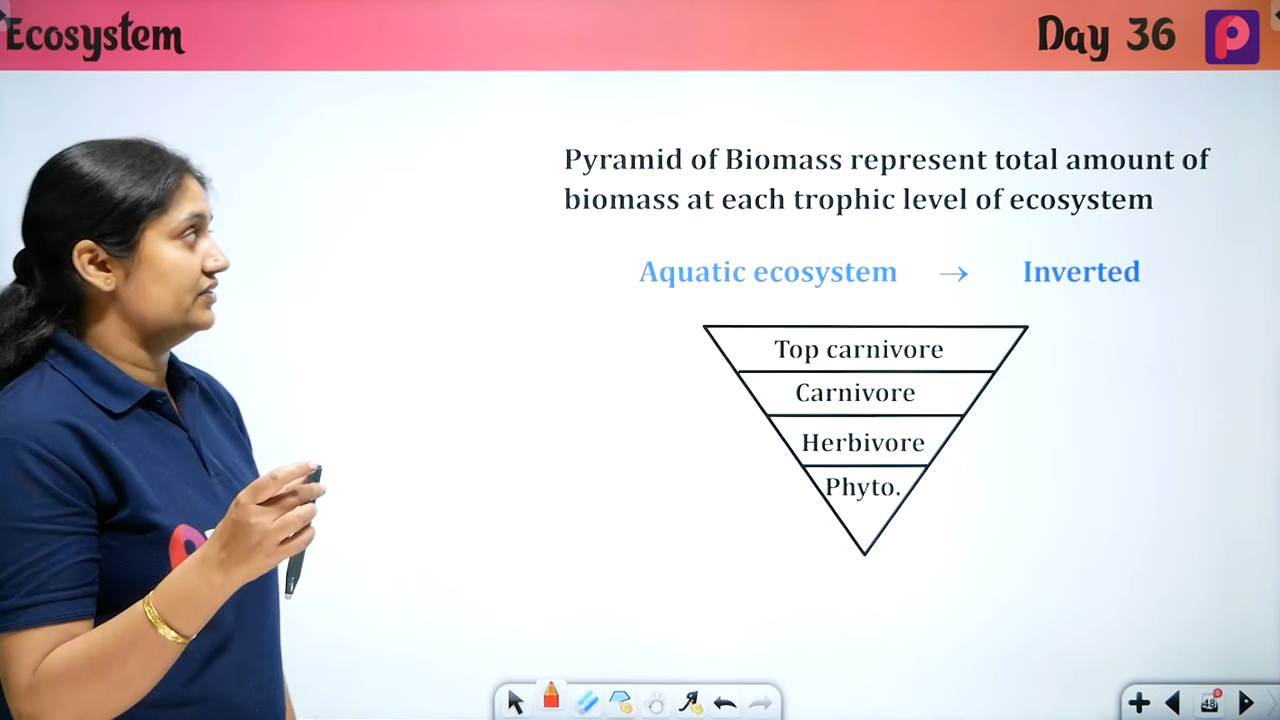 Ecosystem
Day 36
Pyramid of Biomass represent total amount of
biomass at each trophic level of ecosystem
Aquatic ecosystem → Inverted
Top carnivore
Carnivore
Herbivore
Phyto.
48